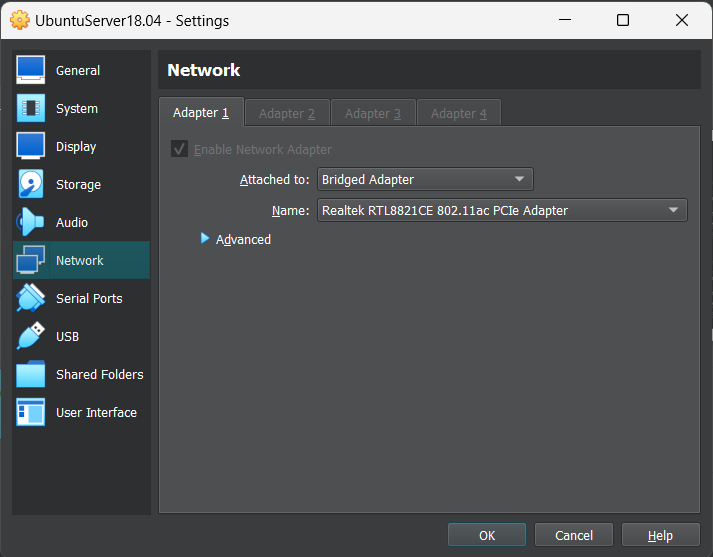 UbuntuServer18.04 - Settings
General
System
Display
Storage
Audio
Network
Serial Ports
USB
Shared Folders
User Interface
Network
Adapter 1 Adapter 2 Adapter 3 Adapter 4
Enable Network Adapter
Attached to: Bridged Adapter
Name: Realtek RTL8821CE 802.11ac PCIe Adapter
Advanced
OK Cancel Help